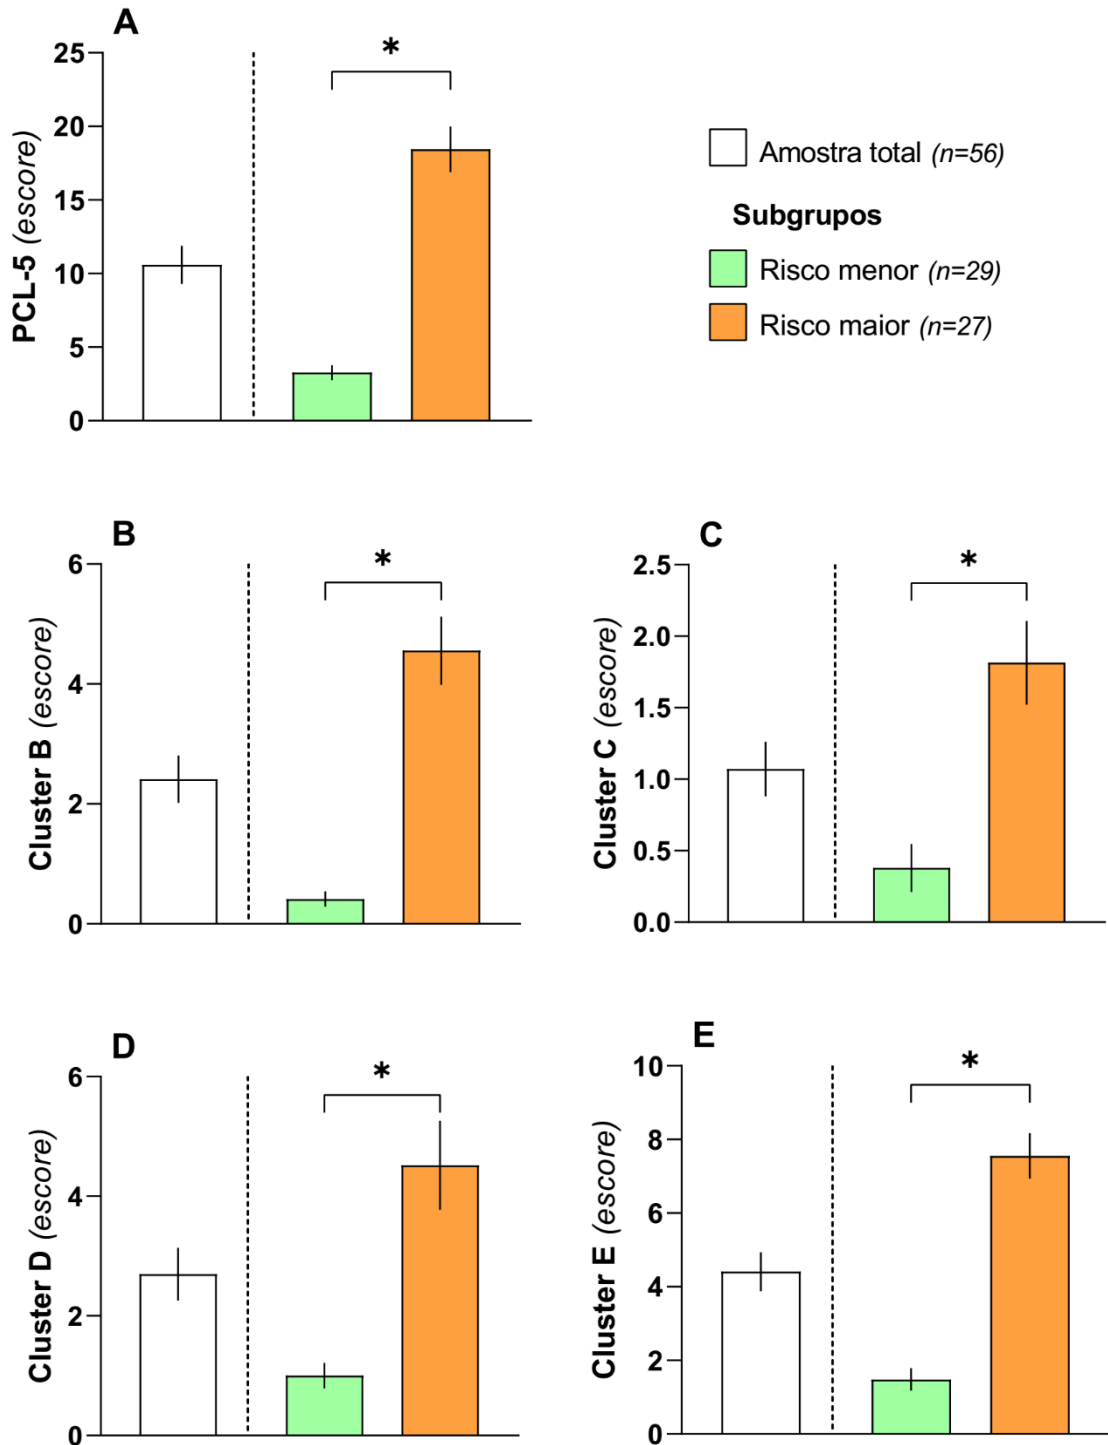 A
*
25
20
15
10
5
0
PCL-5 (escore)
Amostra total (n=56)
Subgrupos
Risco menor (n=29)
Risco maior (n=27)
B
*
6
4
2
0
Cluster B (escore)
C
*
2.5
2.0
1.5
1.0
0.5
0.0
Cluster C (escore)
D
*
6
4
2
0
Cluster D (escore)
E
*
10
8
6
4
2
0
Cluster E (escore)